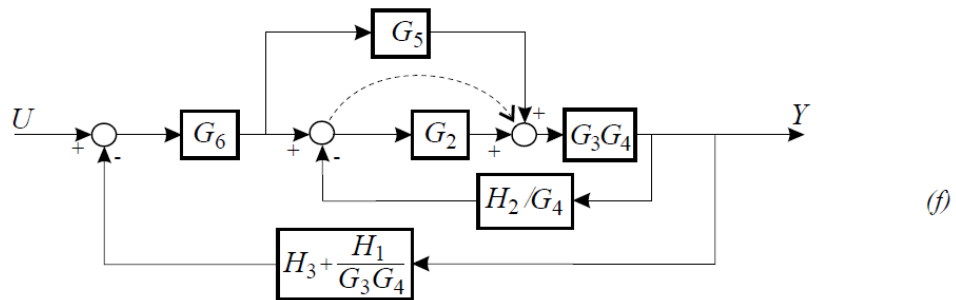 G5
U Y
+ - G6 + - G2 + + G3G4
H2/G4 (f)
H3+ H1/G3G4